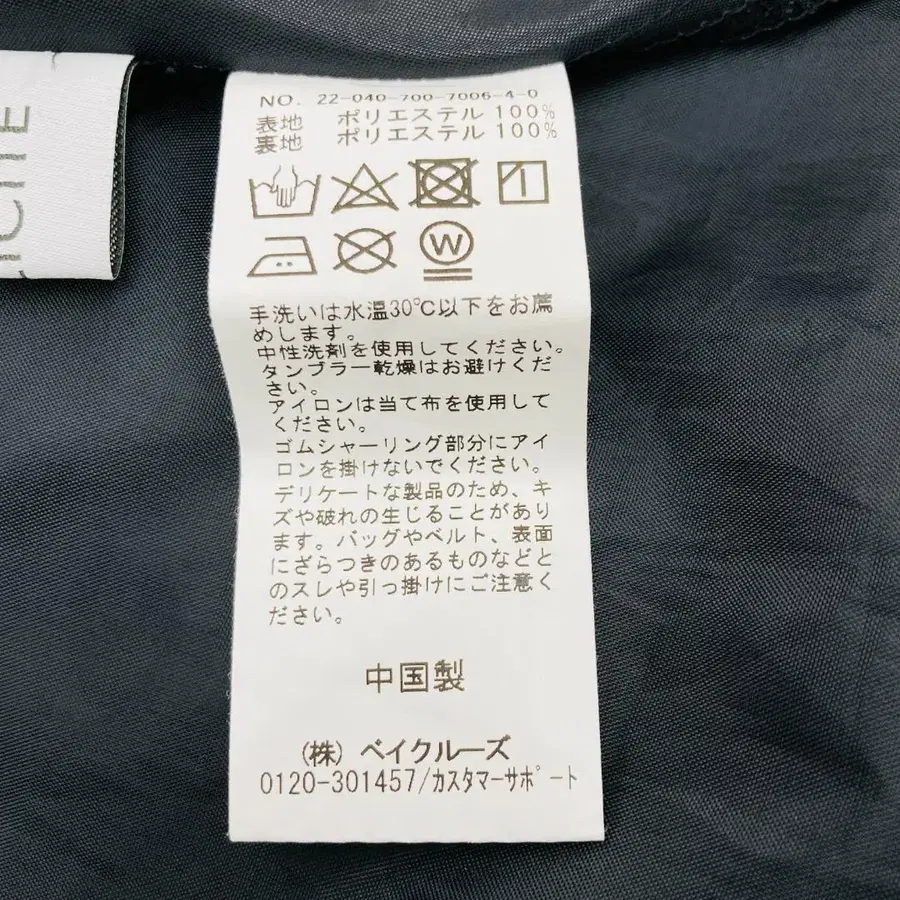 NO. 22-040-700-7006-4-0
表地 ポリエステル 100%
裏地 ポリエステル 100%
W
手洗いは水温30℃以下をお薦
めします。
中性洗剤を使用してください。
タンブラー乾燥はお避けくだ
さい。
アイロンは当て布を使用して
ください。
ゴムシャーリング部分にアイ
ロンを掛けないでください。
デリケートな製品のため、キ
ズや破れの生じることがあり
ます。バッグやベルト、表面
にざらつきのあるものなどと
のスレや引っ掛けにご注意く
ださい。
中国製
(株) ベイクルーズ
0120-301457/カスタマーサポート